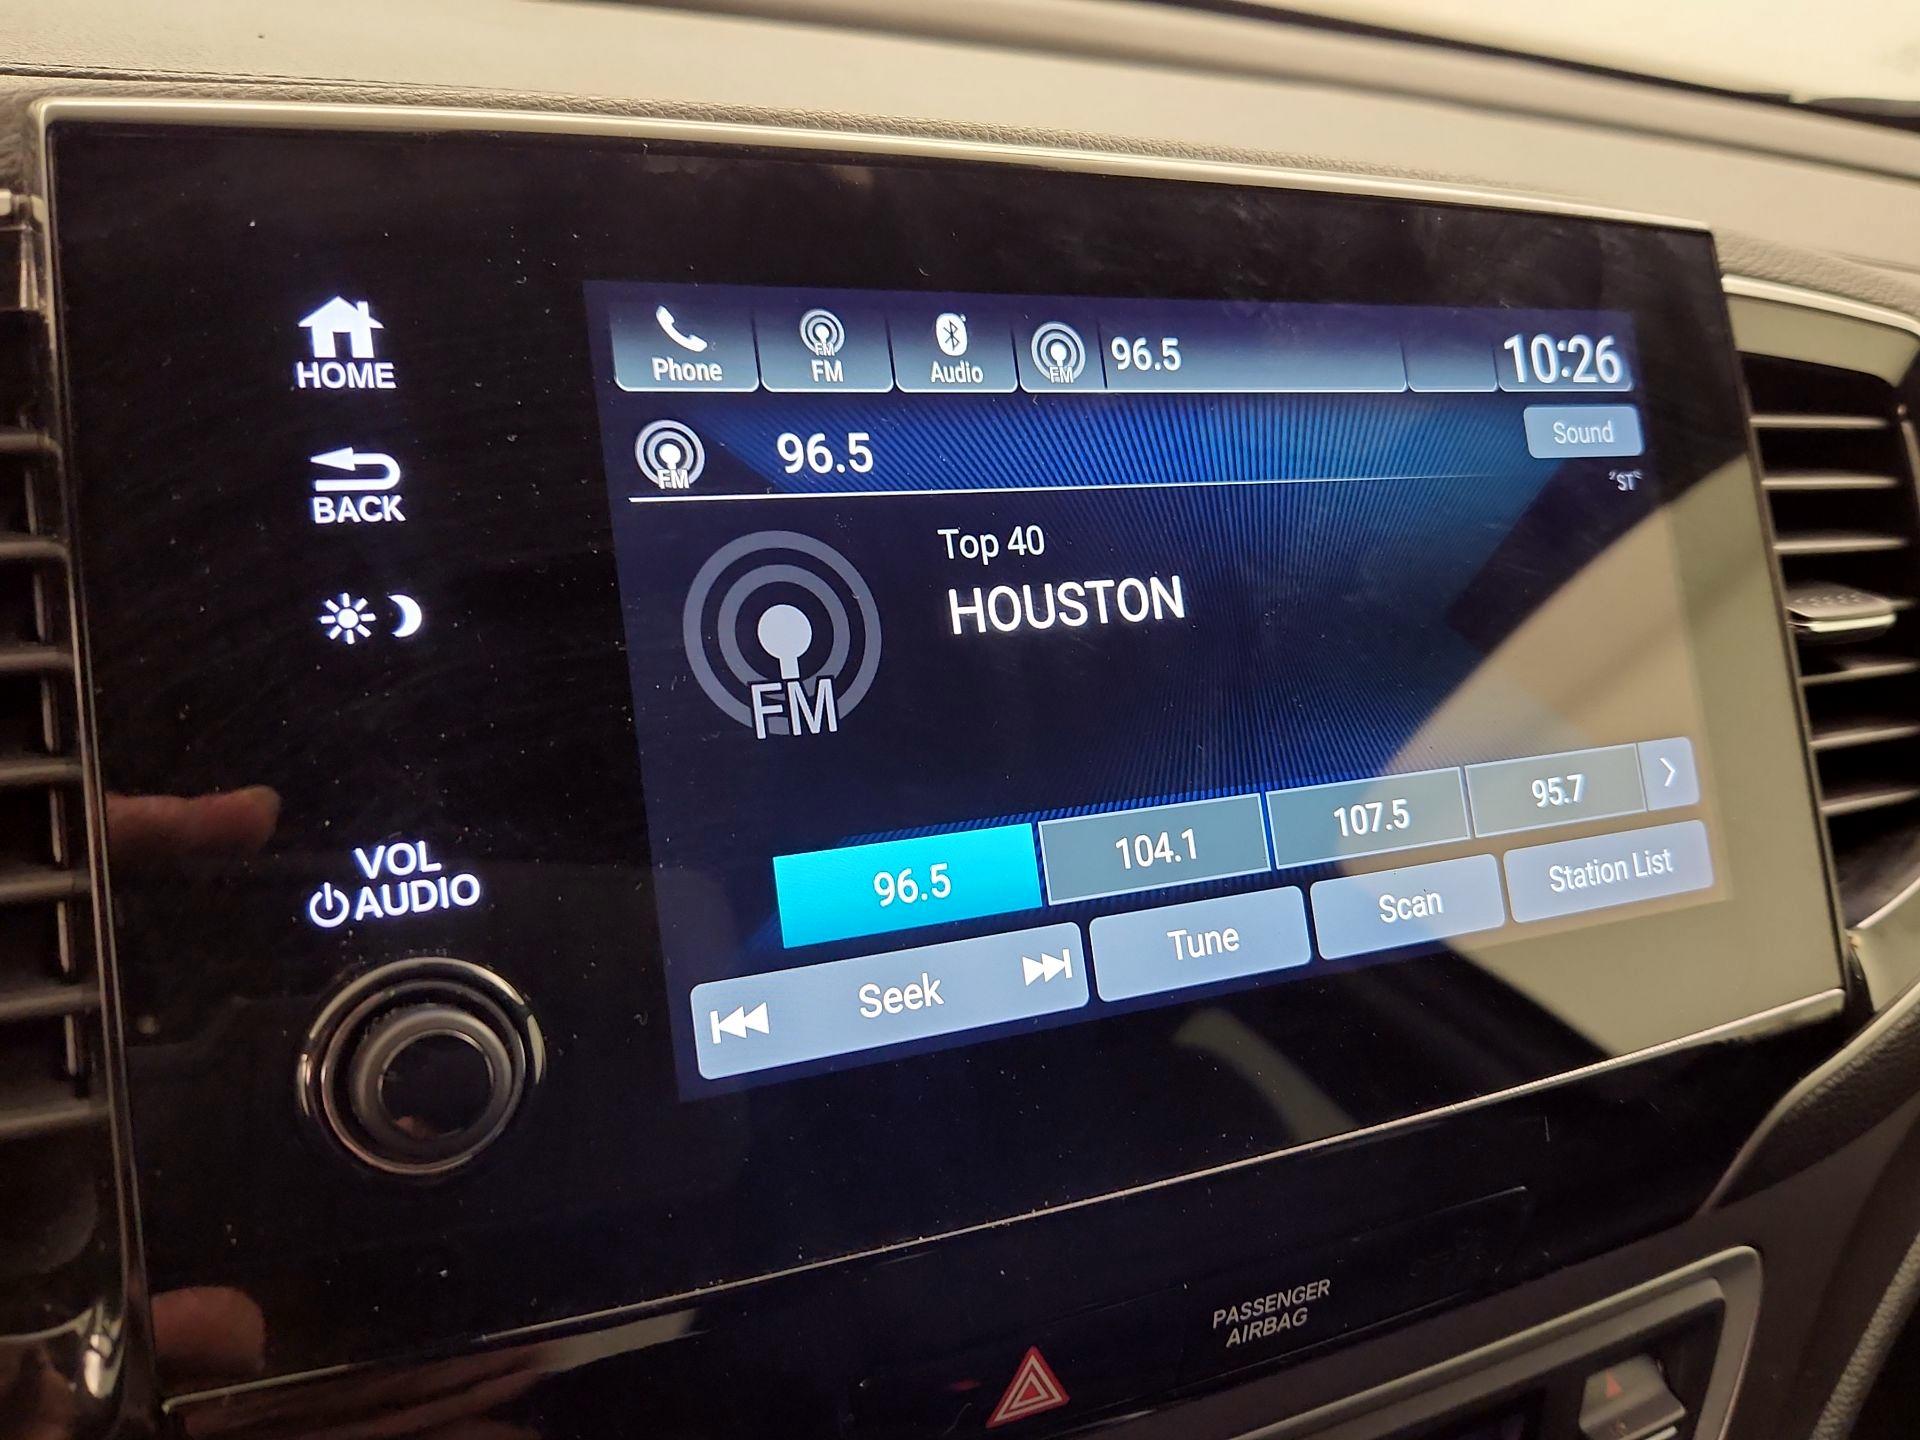 HOME
BACK
VOL
AUDIO
Phone
FM
FM
Audio
FM
96.5
10:26
FM
96.5
Sound
ST
Top 40
HOUSTON
FM
96.5
104.1
107.5
95.7
Seek
Tune
Scan
Station List
PASSENGER
AIRBAG